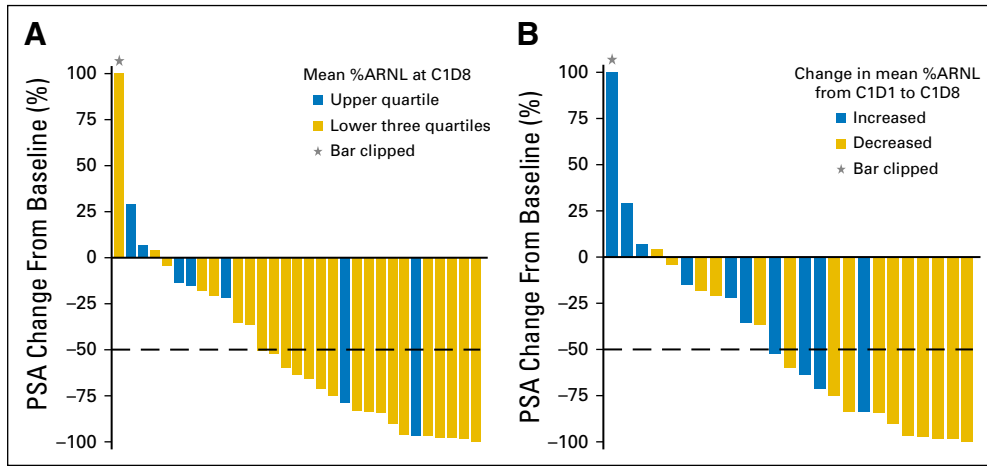 A
PSA Change From Baseline (%)
100
75
50
25
0
−25
−50
−75
−100
Mean %ARNL at C1D8
Upper quartile
Lower three quartiles
★ Bar clipped
★
B
PSA Change From Baseline (%)
100
75
50
25
0
−25
−50
−75
−100
Change in mean %ARNL
from C1D1 to C1D8
Increased
Decreased
★ Bar clipped
★